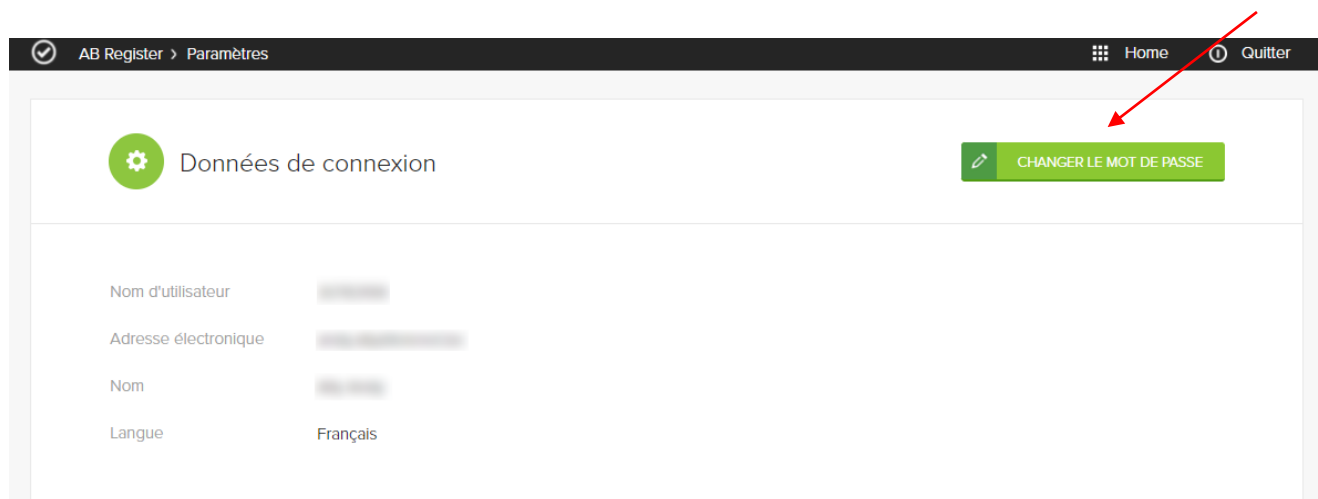 AB Register > Paramètres
Home
Quitter
Données de connexion
CHANGER LE MOT DE PASSE
Nom d'utilisateur
Adresse électronique
Nom
Langue Français